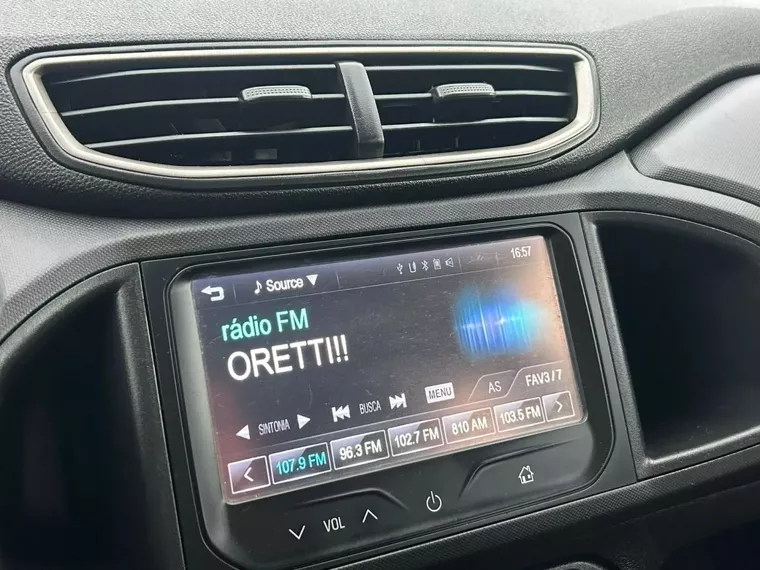 Source 16:57
rádio FM
ORETTI!!
SINTONIA BUSCA MENU AS FAV3 / 7
107.9 FM 96.3 FM 102.7 FM 810 AM 103.5 FM
VOL